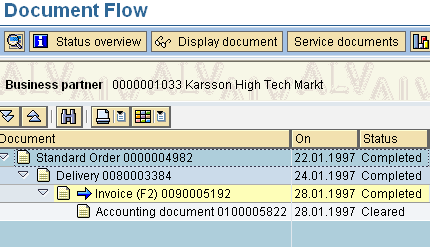 Document Flow
Status overview Display document Service documents
Business partner 0000001033 Karsson High Tech Markt
Document On Status
Standard Order 0000004982 22.01.1997 Completed
Delivery 0080003384 24.01.1997 Completed
Invoice (F2) 0090005192 28.01.1997 Completed
Accounting document 0100005822 28.01.1997 Cleared